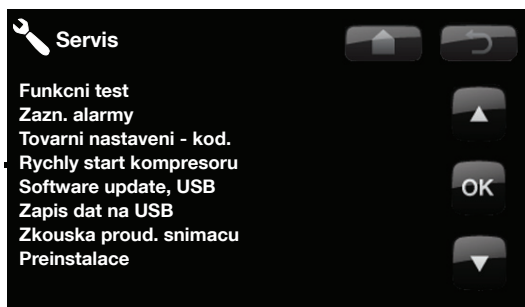 Servis
Funkcni test
Zazn. alarmy
Tovarni nastaveni - kod.
Rychly start kompresoru
Software update, USB
Zapis dat na USB
Zkouska proud. snimacu
Preinstalace
OK